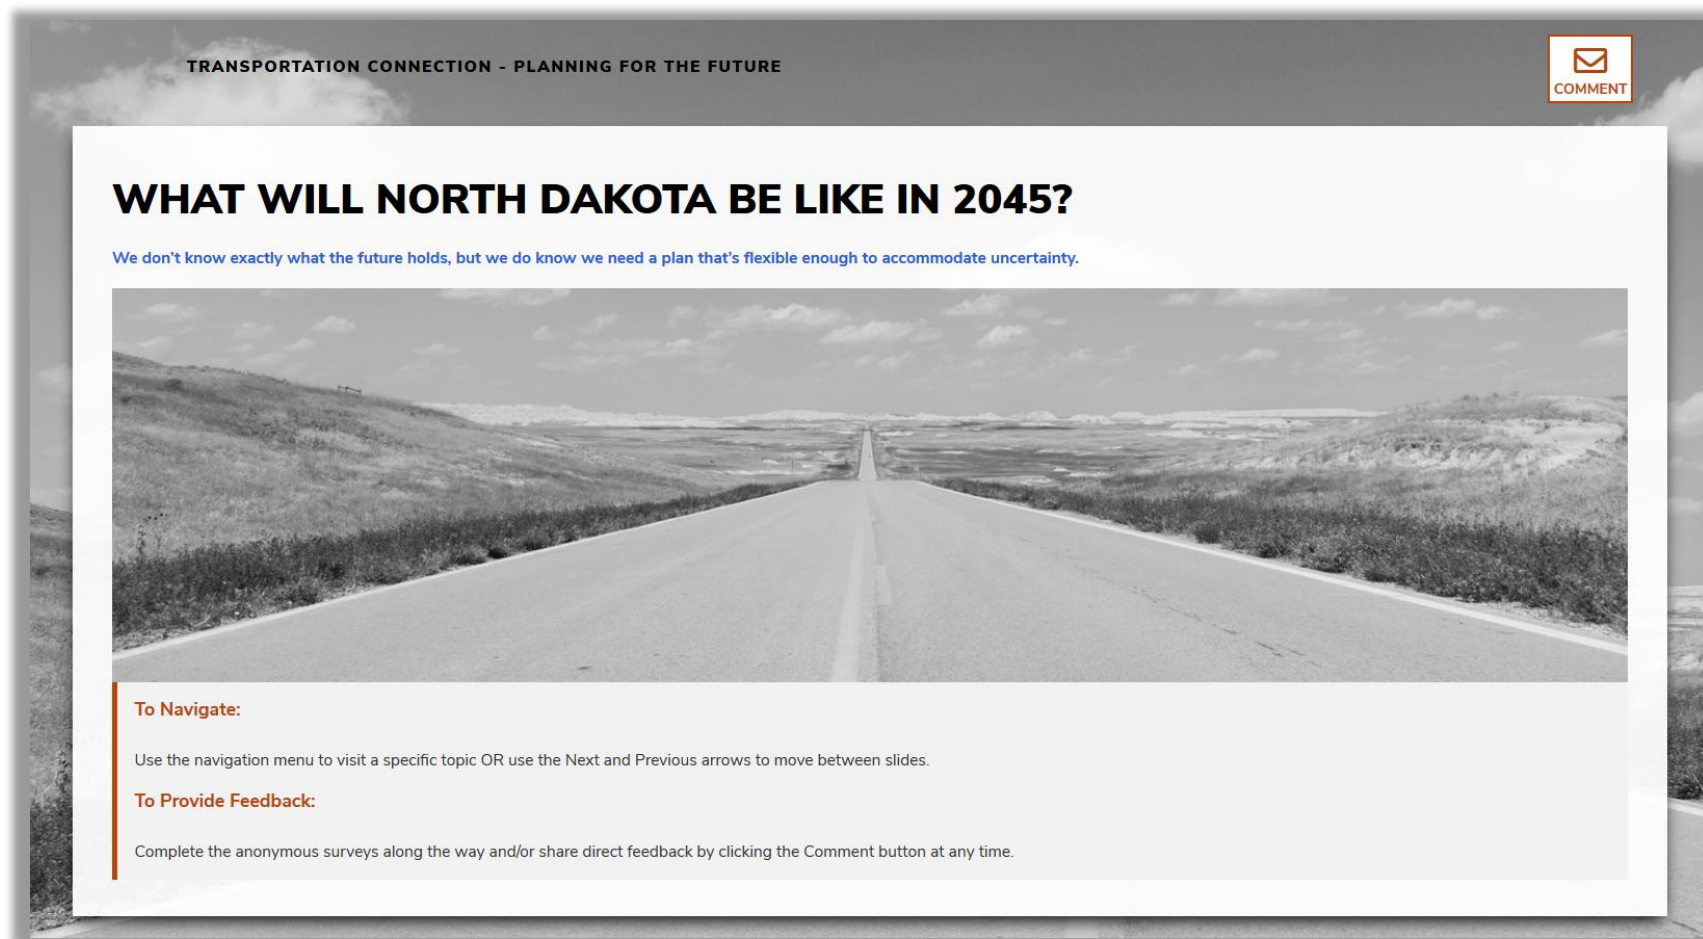 TRANSPORTATION CONNECTION - PLANNING FOR THE FUTURE
COMMENT
WHAT WILL NORTH DAKOTA BE LIKE IN 2045?
We don't know exactly what the future holds, but we do know we need a plan that's flexible enough to accommodate uncertainty.
To Navigate:
Use the navigation menu to visit a specific topic OR use the Next and Previous arrows to move between slides.
To Provide Feedback:
Complete the anonymous surveys along the way and/or share direct feedback by clicking the Comment button at any time.